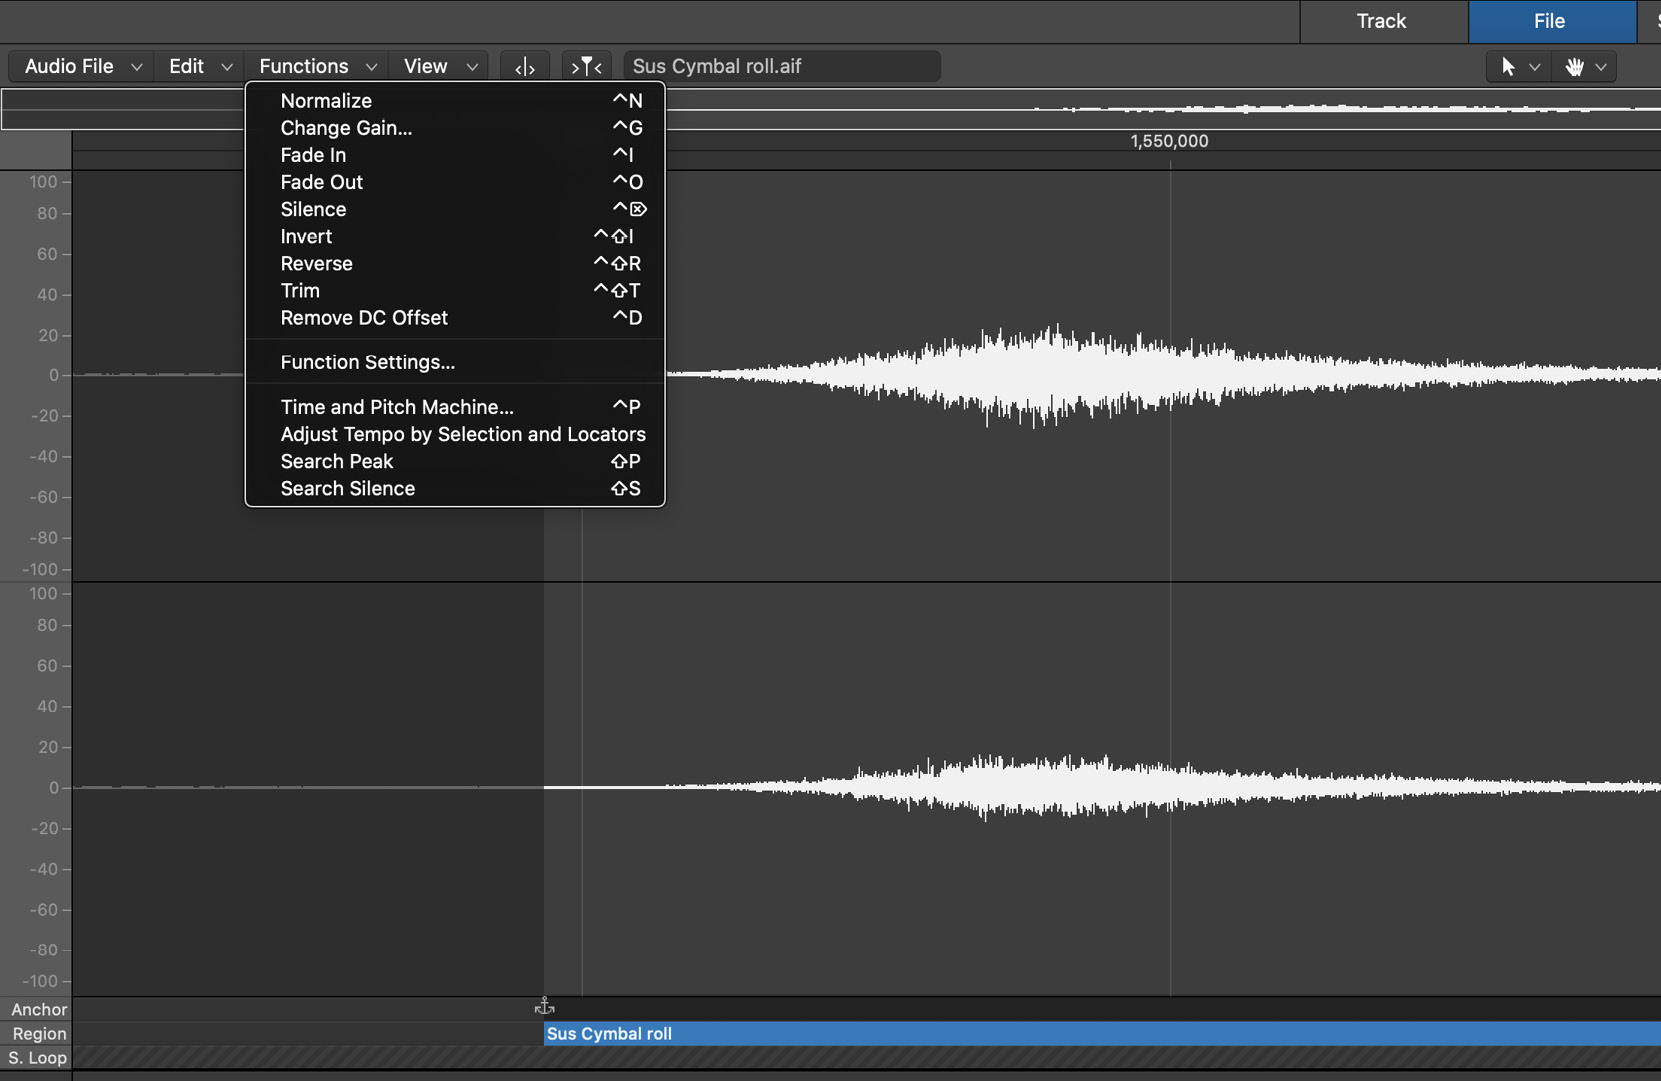 Track
File
Audio File
Edit
Functions
View
Sus Cymbal roll.aif
Normalize ^N
Change Gain... ^G
Fade In ^I
Fade Out ^O
Silence ^⌦
Invert ^⇧I
Reverse ^⇧R
Trim ^⇧T
Remove DC Offset ^D
Function Settings...
Time and Pitch Machine... ^P
Adjust Tempo by Selection and Locators
Search Peak ⇧P
Search Silence ⇧S
1,550,000
100
80
60
40
20
0
-20
-40
-60
-80
-100
100
80
60
40
20
0
-20
-40
-60
-80
-100
Anchor
Region
Sus Cymbal roll
S. Loop